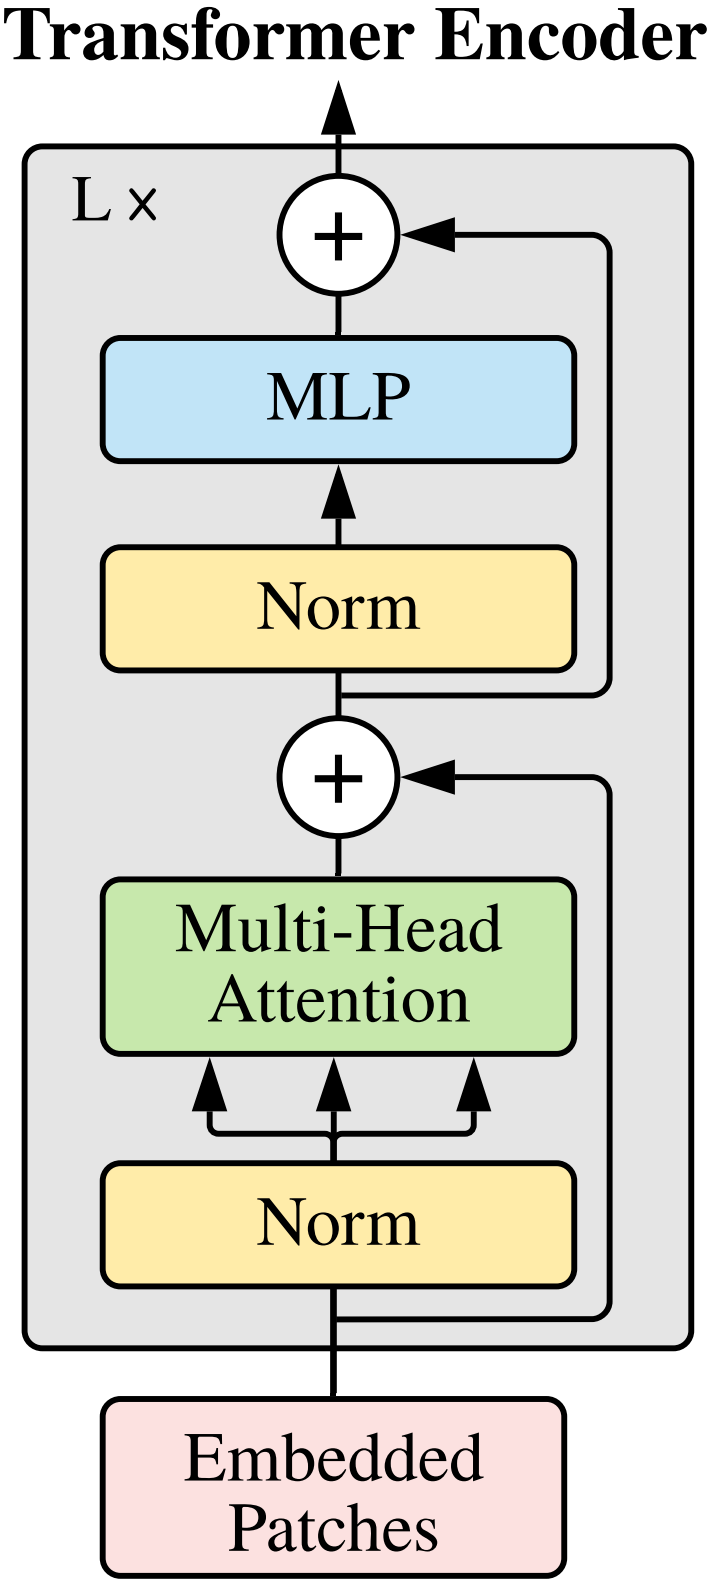 Transformer Encoder
L ×
+
MLP
Norm
+
Multi-Head
Attention
Norm
Embedded
Patches